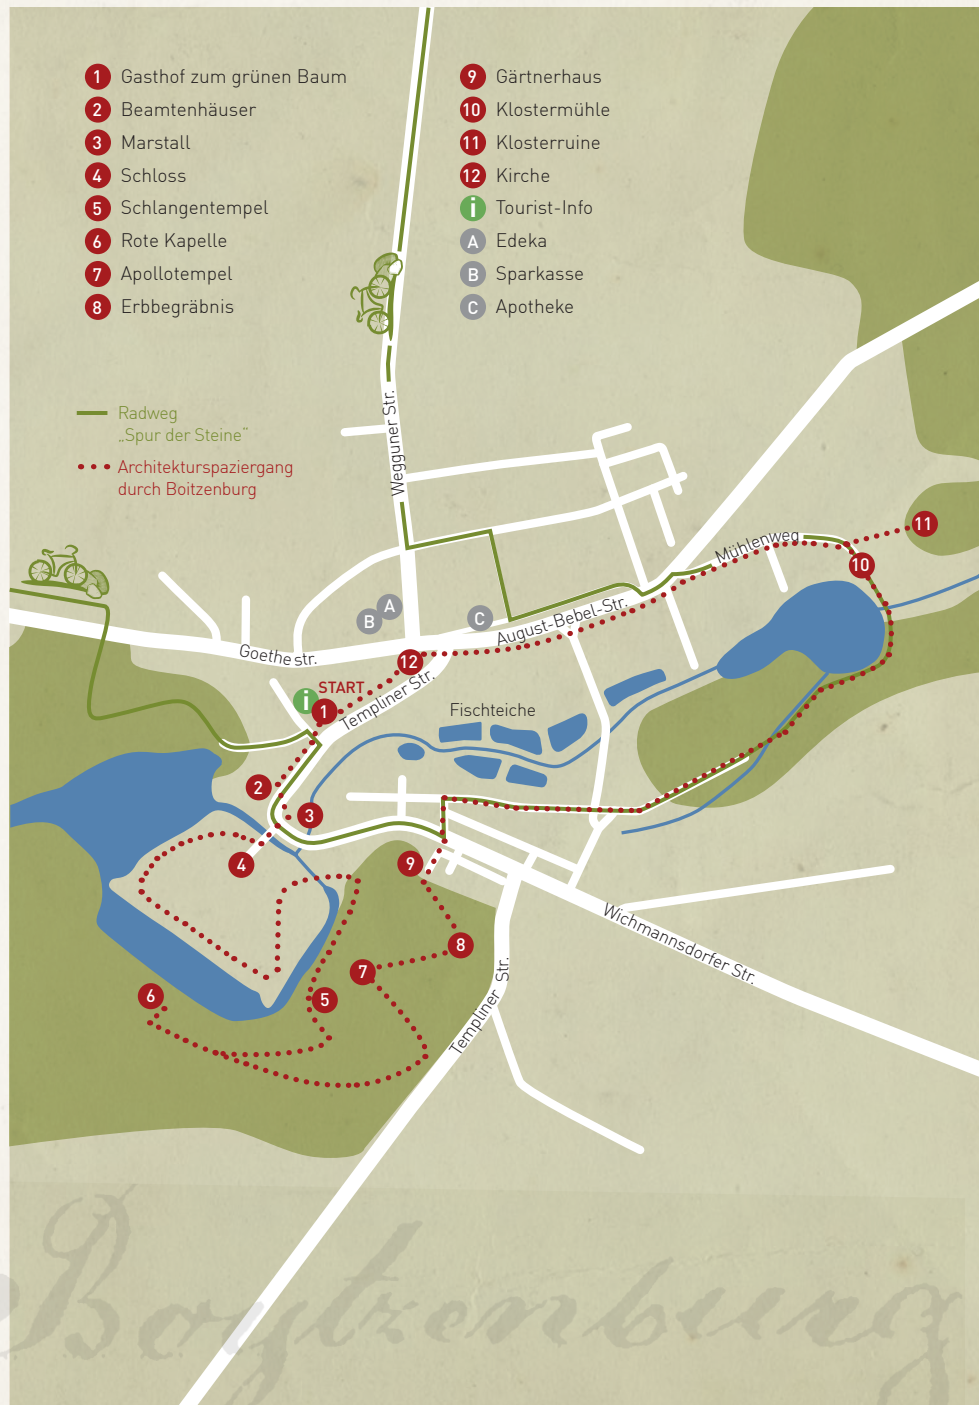 1 Gasthof zum grünen Baum
2 Beamtenhäuser
3 Marstall
4 Schloss
5 Schlangentempel
6 Rote Kapelle
7 Apollotempel
8 Erbbegräbnis
9 Gärtnerhaus
10 Klostermühle
11 Klosterruine
12 Kirche
i Tourist-Info
A Edeka
B Sparkasse
C Apotheke
Radweg
„Spur der Steine“
Architekturspaziergang
durch Boitzenburg
Wegguner Str.
11
Mühlenweg
10
A
B
C
August-Bebel-Str.
Goethestr.
12
START
i
1
Templiner Str.
Fischteiche
2
3
4
9
Wichmannsdorfer Str.
8
7
6
5
Templiner Str.
Boytzenburg